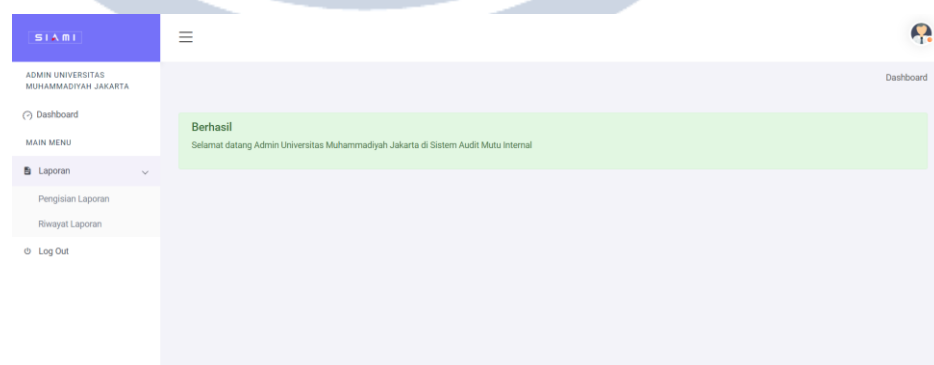 SIAMI
ADMIN UNIVERSITAS
MUHAMMADIYAH JAKARTA
Dashboard
MAIN MENU
Laporan
Pengisian Laporan
Riwayat Laporan
Log Out
Dashboard
Berhasil
Selamat datang Admin Universitas Muhammadiyah Jakarta di Sistem Audit Mutu Internal